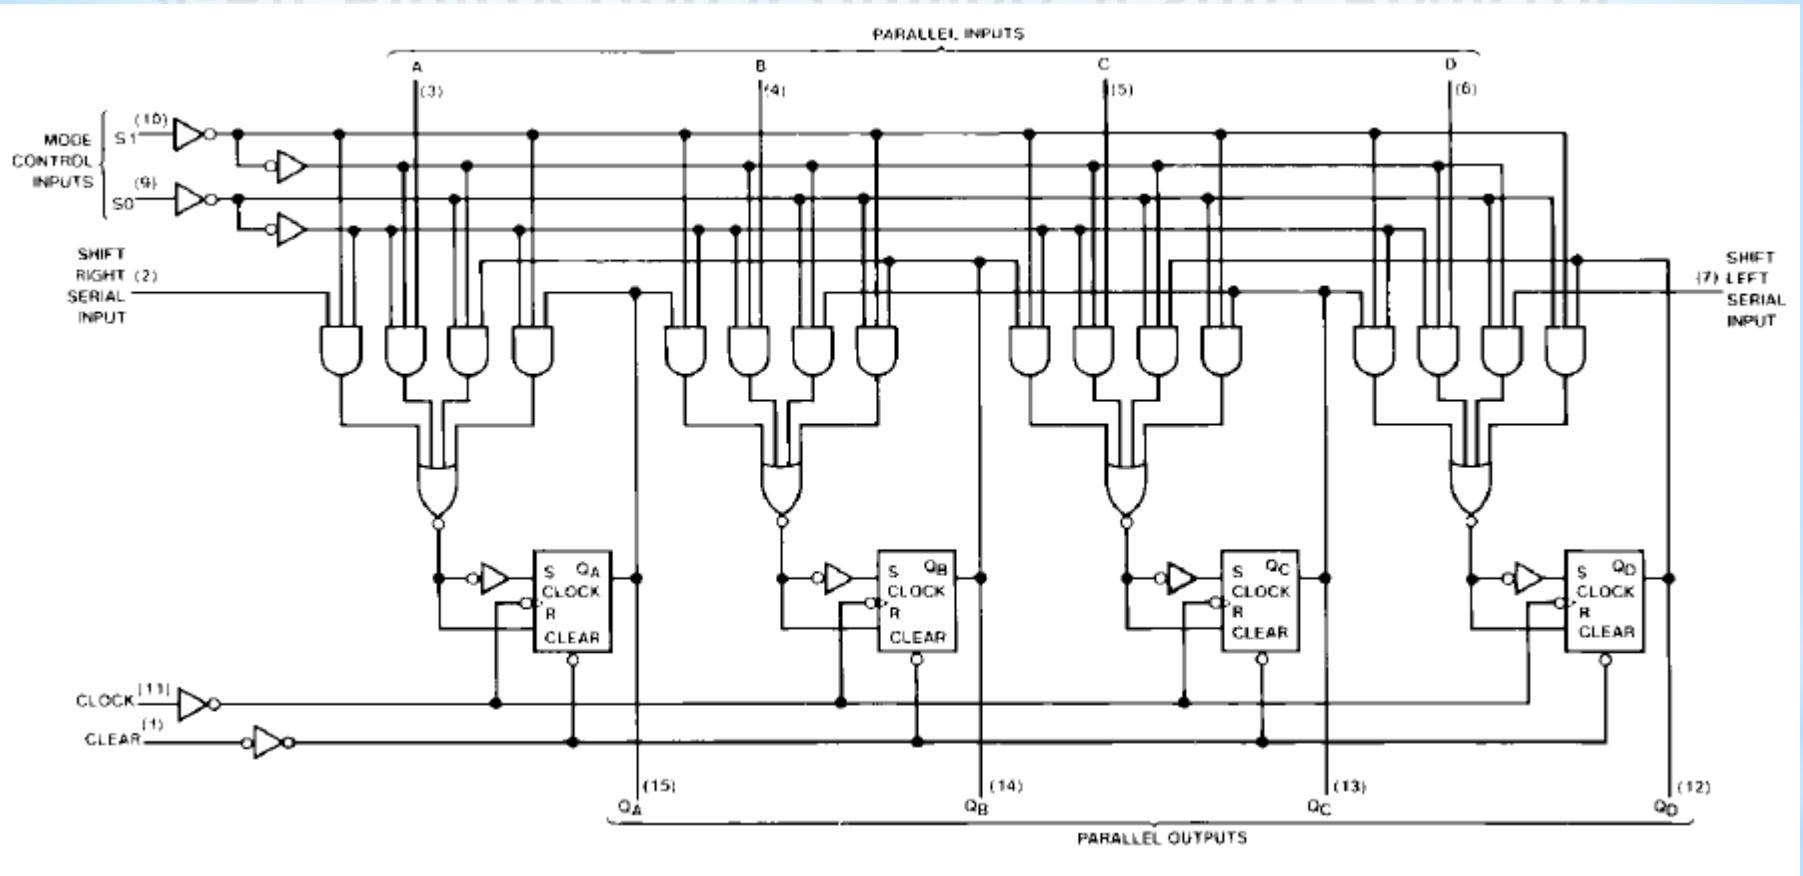 PARALLEL INPUTS
A
B
C
D
(3)
(4)
(5)
(6)
MODE
CONTROL
INPUTS
S1
(10)
S0
(9)
SHIFT
RIGHT (2)
SERIAL
INPUT
SHIFT
(7) LEFT
SERIAL
INPUT
S QA
CLOCK
R
CLEAR
S QB
CLOCK
R
CLEAR
S QC
CLOCK
R
CLEAR
S QD
CLOCK
R
CLEAR
CLOCK (11)
CLEAR (1)
(15)
QA
(14)
QB
(13)
QC
(12)
QD
PARALLEL OUTPUTS